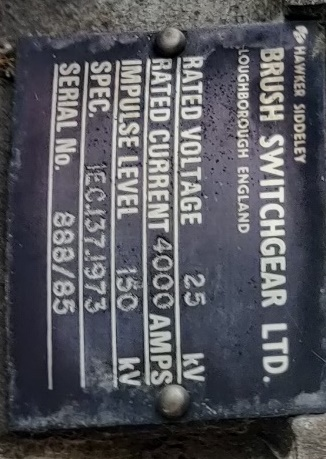 HAWKER SIDDELEY
BRUSH SWITCHGEAR LTD.
LOUGHBOROUGH ENGLAND
RATED VOLTAGE 25 kV
RATED CURRENT 4000 AMPS
IMPULSE LEVEL 150 kV
SPEC. IEC.137.1973
SERIAL No. 888/85